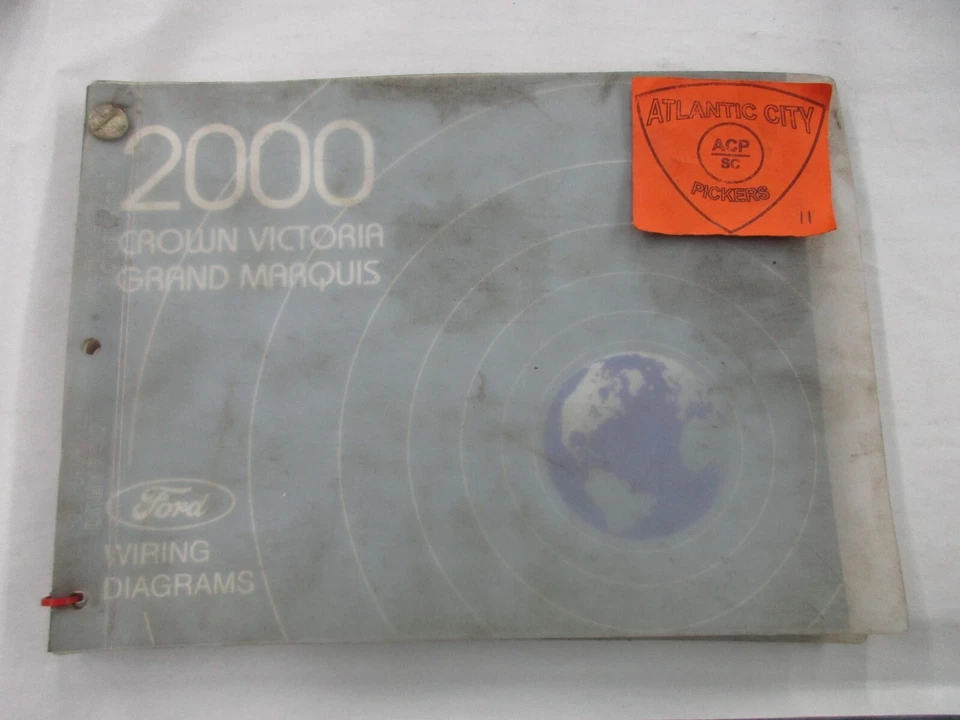 2000
CROWN VICTORIA
GRAND MARQUIS
ATLANTIC CITY
ACP
SC
PICKERS
11
Ford
WIRING
DIAGRAMS